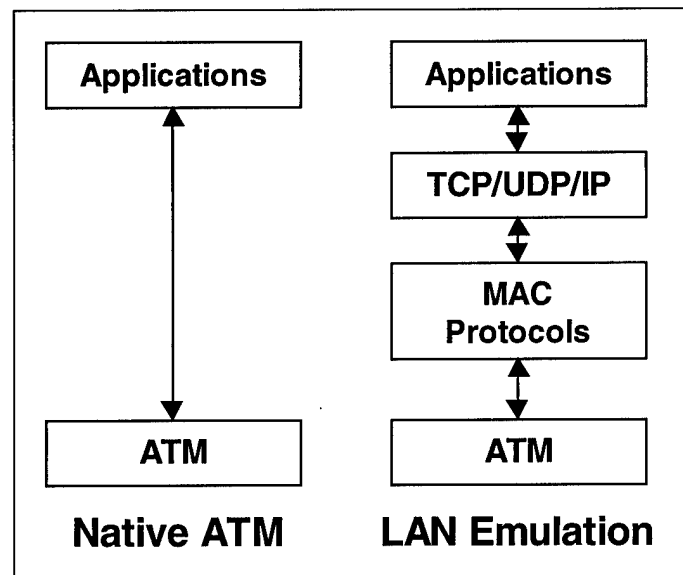 Applications
ATM
Native ATM
Applications
TCP/UDP/IP
MAC
Protocols
ATM
LAN Emulation